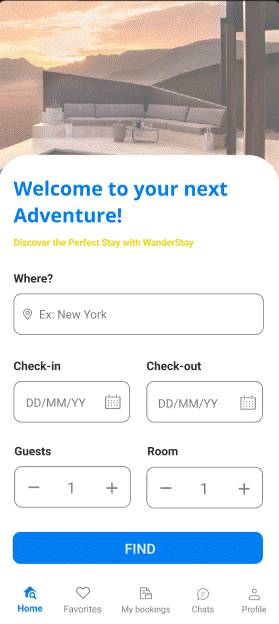 Welcome to your next
Adventure!
Discover the Perfect Stay with WanderStay
Where?
Ex: New York
Check-in
Check-out
DD/MM/YY
DD/MM/YY
Guests
Room
− 1 +
− 1 +
FIND
Home
Favorites
My bookings
Chats
Profile